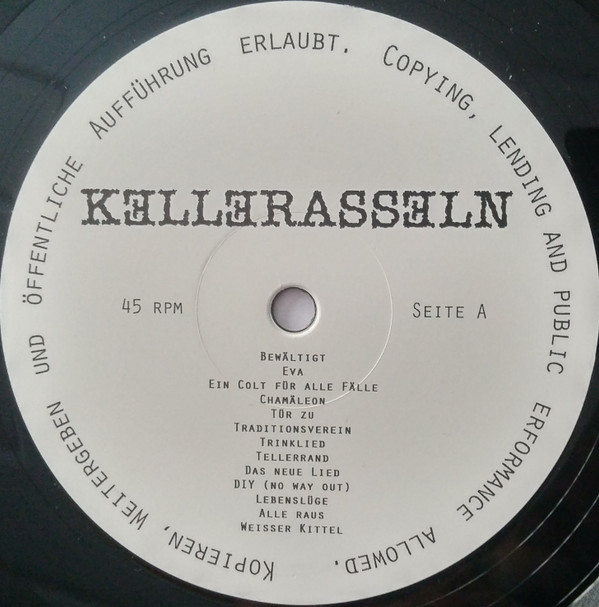 KELLERASSELN
45 RPM
SEITE A
BEWÄLTIGT
EVA
EIN COLT FÜR ALLE FÄLLE
CHAMÄLEON
TÜR ZU
TRADITIONSVEREIN
TRINKLIED
TELLERRAND
DAS NEUE LIED
DIY (NO WAY OUT)
LEBENSLÜGE
ALLE RAUS
WEISSER KITTEL
KOPIEREN, WEITERGEBEN UND ÖFFENTLICHE AUFFÜHRUNG ERLAUBT.
COPYING, LENDING AND PUBLIC ERFORMANCE ALLOWED.